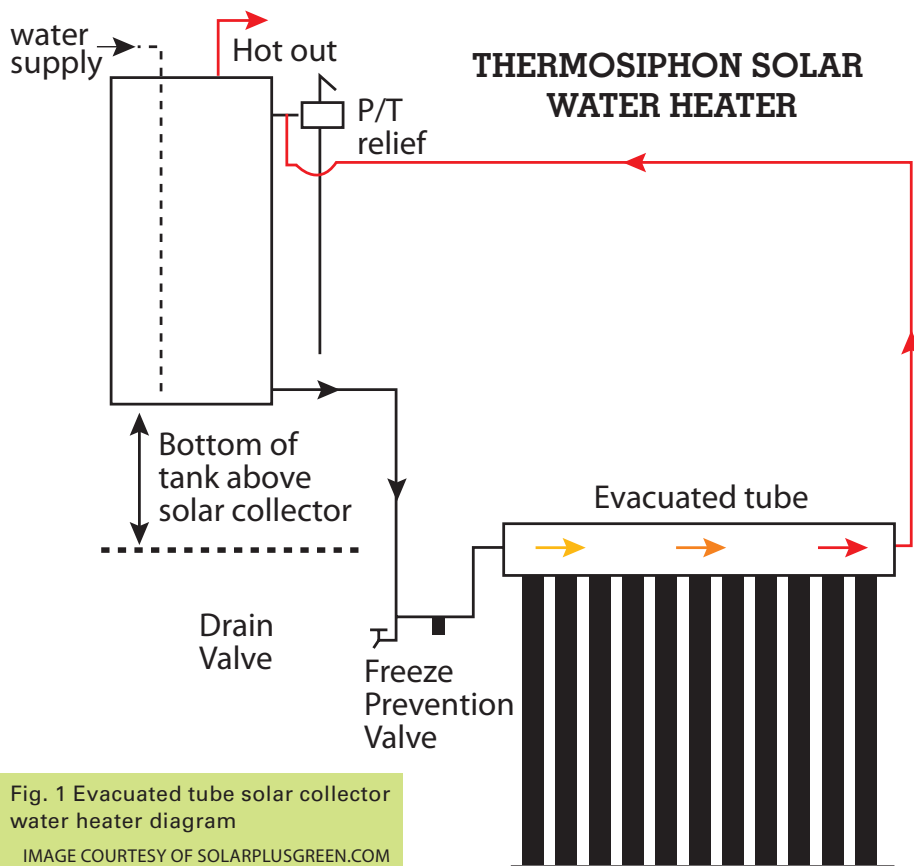 water
supply
Hot out
THERMOSIPHON SOLAR
WATER HEATER
P/T
relief
Bottom of
tank above
solar collector
Evacuated tube
Drain
Valve
Freeze
Prevention
Valve
Fig. 1 Evacuated tube solar collector
water heater diagram
IMAGE COURTESY OF SOLARPLUSGREEN.COM